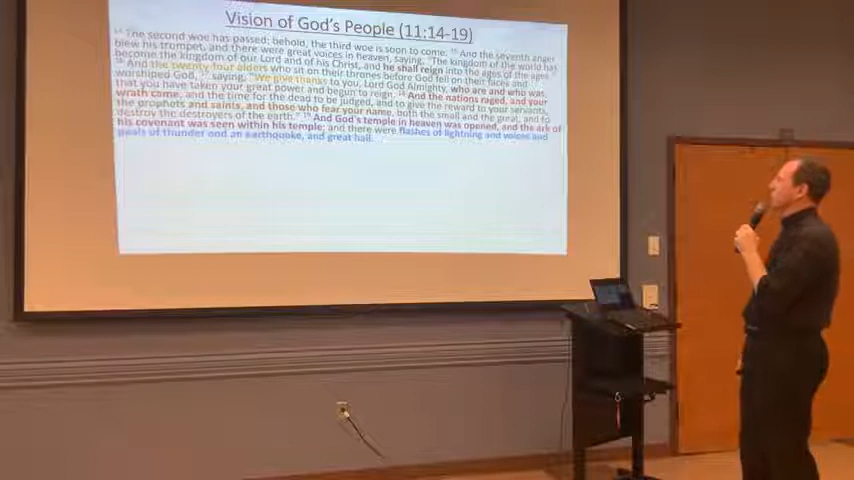 Vision of God's People (11:14-19)
14 The second woe has passed; behold, the third woe is soon to come. 15 And the seventh angel
blew his trumpet, and there were great voices in heaven, saying, "The kingdom of the world has
become the kingdom of our Lord and of his Christ, and he shall reign into the ages of the ages."
16 And the twenty four elders who sit on their thrones before God fell on their faces and
worshiped God, 17 saying, "We give thanks to you, Lord God Almighty, who are and who was,
that you have taken your great power and begun to reign. 18 And the nations raged, and your
wrath came, and the time for the dead to be judged, and to give the reward to your servants,
the prophets and saints, and those who fear your name, both the small and the great, and to
destroy the destroyers of the earth." 19 And God's temple in heaven was opened, and the ark of
his covenant was seen within his temple; and there were flashes of lightning and voices and
peals of thunder and an earthquake, and great hail.